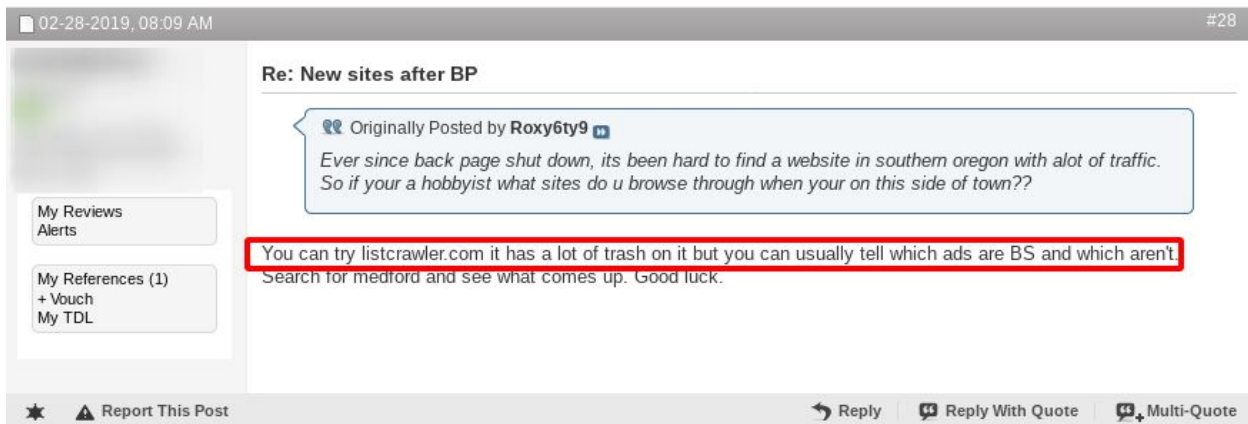 02-28-2019, 08:09 AM
#28
Re: New sites after BP
Originally Posted by Roxy6ty9
Ever since back page shut down, its been hard to find a website in southern oregon with alot of traffic.
So if your a hobbyist what sites do u browse through when your on this side of town??
My Reviews
Alerts
My References (1)
+ Vouch
My TDL
You can try listcrawler.com it has a lot of trash on it but you can usually tell which ads are BS and which aren't.
Search for medford and see what comes up. Good luck.
Report This Post
Reply
Reply With Quote
Multi-Quote